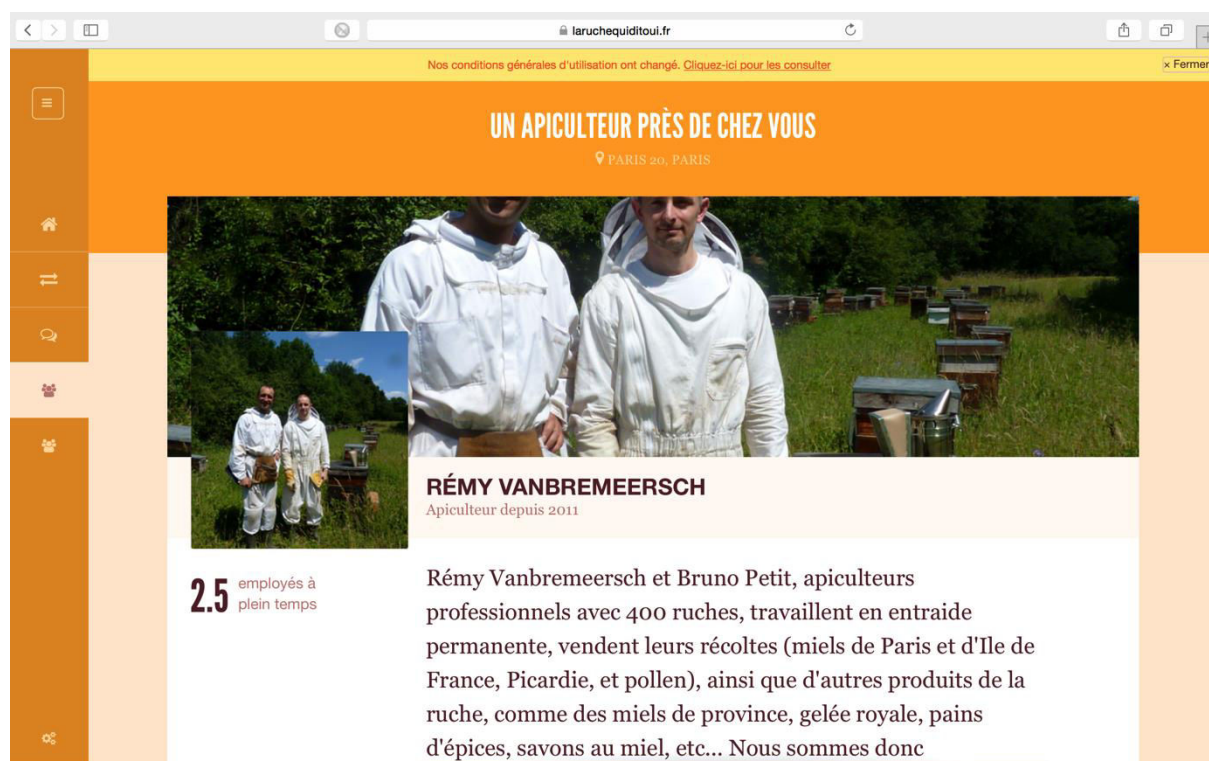 laruchequiditoui.fr
Nos conditions générales d'utilisation ont changé. Cliquez-ici pour les consulter
× Fermer
UN APICULTEUR PRÈS DE CHEZ VOUS
PARIS 20, PARIS
RÉMY VANBREMEERSCH
Apiculteur depuis 2011
2.5 employés à
plein temps
Rémy Vanbremeersch et Bruno Petit, apiculteurs
professionnels avec 400 ruches, travaillent en entraide
permanente, vendent leurs récoltes (miels de Paris et d'Ile de
France, Picardie, et pollen), ainsi que d'autres produits de la
ruche, comme des miels de province, gelée royale, pains
d'épices, savons au miel, etc... Nous sommes donc